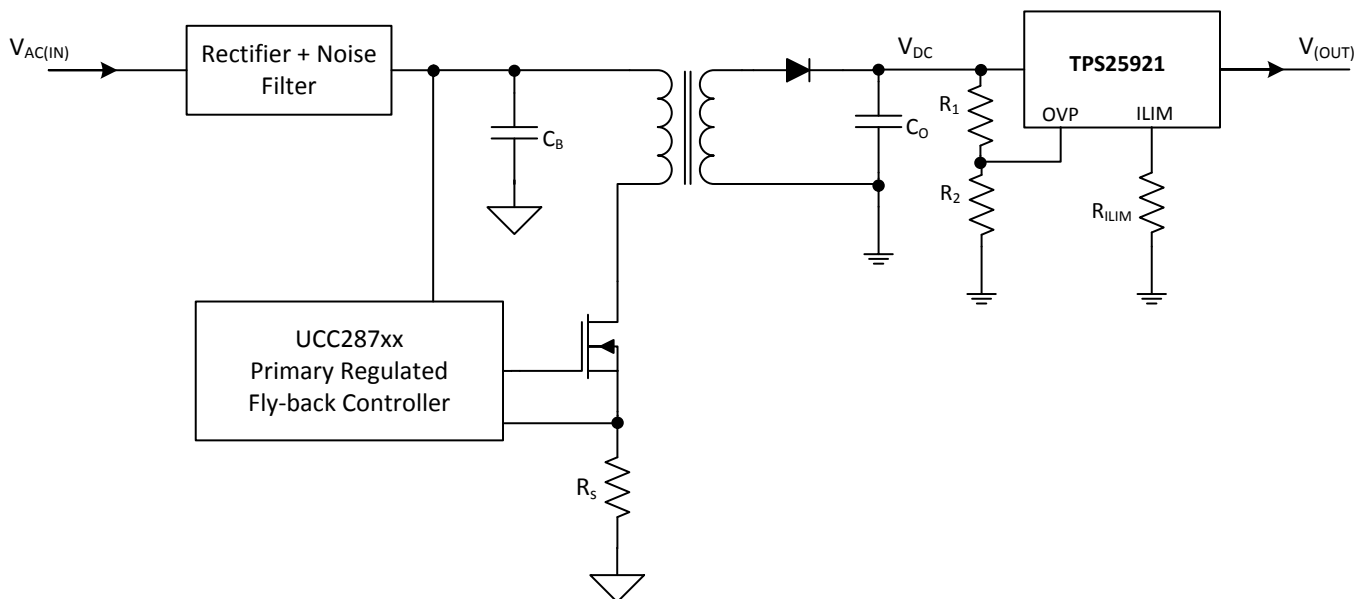 V_AC(IN)
Rectifier + Noise
Filter
C_B
V_DC
C_O
R_1
R_2
TPS25921
OVP ILIM
R_ILIM
V_(OUT)
UCC287xx
Primary Regulated
Fly-back Controller
R_s